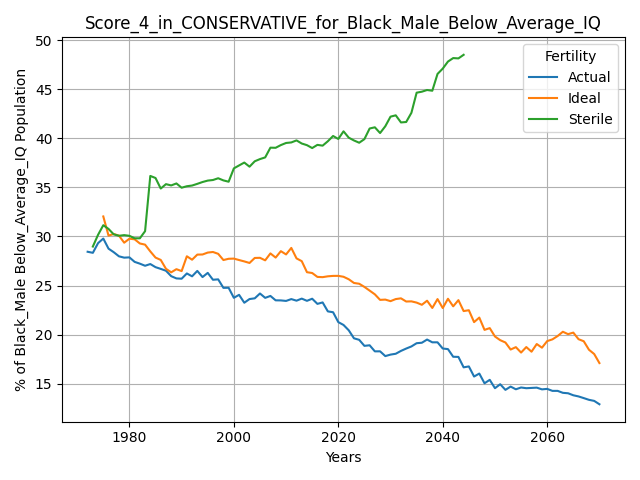 Score_4_in_CONSERVATIVE_for_Black_Male_Below_Average_IQ
% of Black_Male Below_Average_IQ Population
50
45
40
35
30
25
20
15
Fertility
Actual
Ideal
Sterile
1980
2000
2020
2040
2060
Years